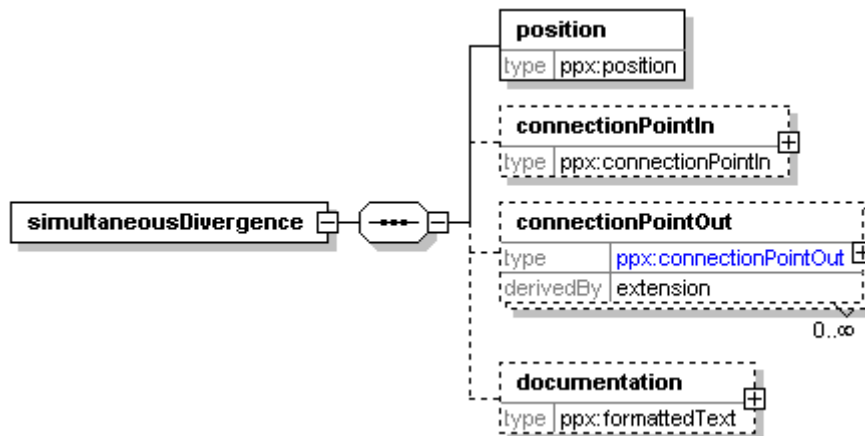 position
type ppx:position
connectionPointIn
type ppx:connectionPointIn
simultaneousDivergence
connectionPointOut
type ppx:connectionPointOut
derivedBy extension
0..∞
documentation
type ppx:formattedText